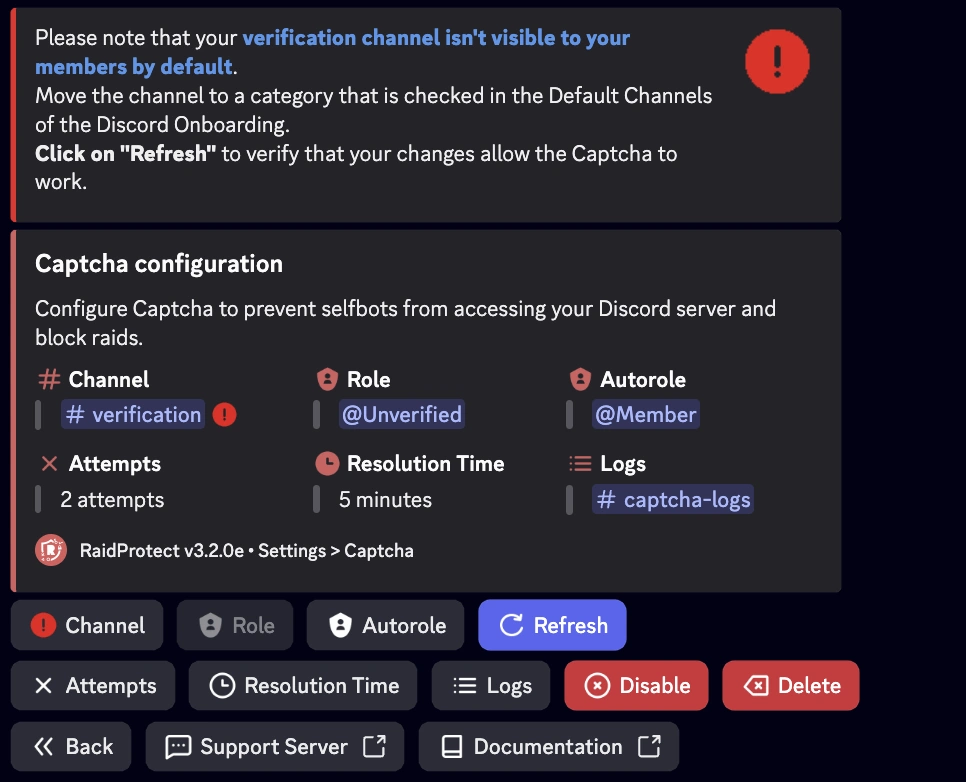 Please note that your verification channel isn't visible to your
members by default.
Move the channel to a category that is checked in the Default Channels
of the Discord Onboarding.
Click on "Refresh" to verify that your changes allow the Captcha to
work.
Captcha configuration
Configure Captcha to prevent selfbots from accessing your Discord server and
block raids.
Channel Role Autorole
# verification @Unverified @Member
Attempts Resolution Time Logs
2 attempts 5 minutes # captcha-logs
RaidProtect v3.2.0e • Settings > Captcha
Channel Role Autorole Refresh
Attempts Resolution Time Logs Disable Delete
Back Support Server Documentation